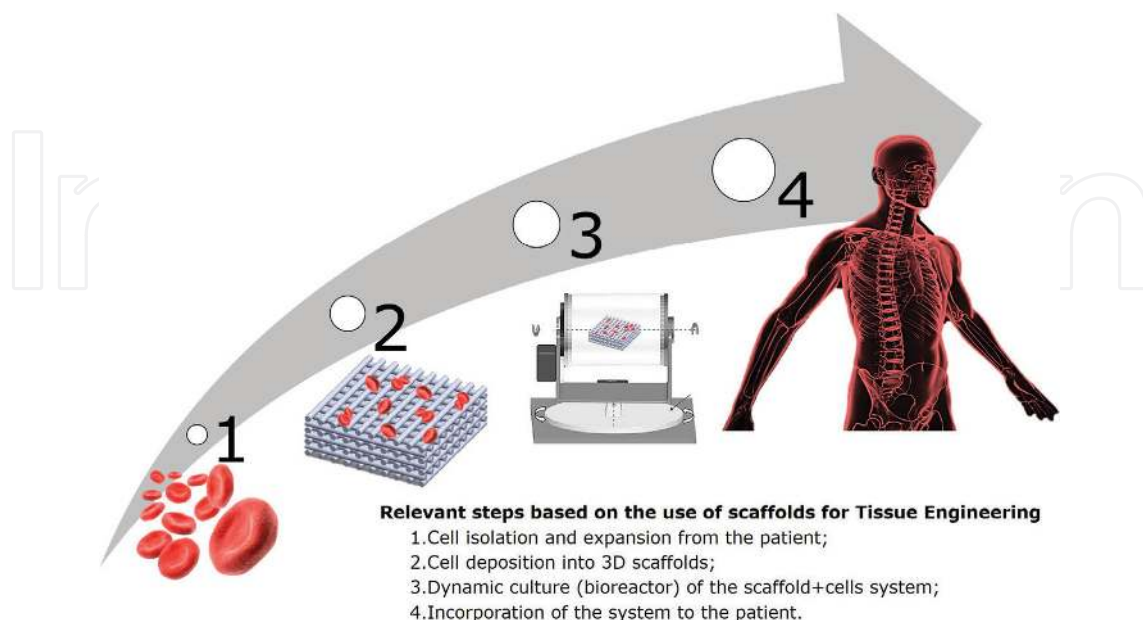 1
2
3
4
Relevant steps based on the use of scaffolds for Tissue Engineering
1.Cell isolation and expansion from the patient;
2.Cell deposition into 3D scaffolds;
3.Dynamic culture (bioreactor) of the scaffold+cells system;
4.Incorporation of the system to the patient.